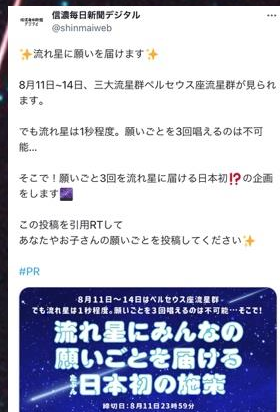 信濃毎日新聞デジタル
@shinmaiweb
✨流れ星に願いを届けます✨
8月11日~14日、三大流星群ペルセウス座流星群が見られ
ます。
でも流れ星は1秒程度。願いごとを3回唱えるのは不可
能...
そこで！願いごと3回を流れ星に届ける日本初⁉️の企画
をします🌌
この投稿を引用RTして
あなたやお子さんの願いごとを投稿してください✨
#PR
8月11日〜14日はペルセウス座流星群
でも流れ星は1秒程度。願いごとを3回唱えるのは不可能…そこで!
流れ星にみんなの
願いごとを届ける
日本初の施策
締切日:8月11日23時59分